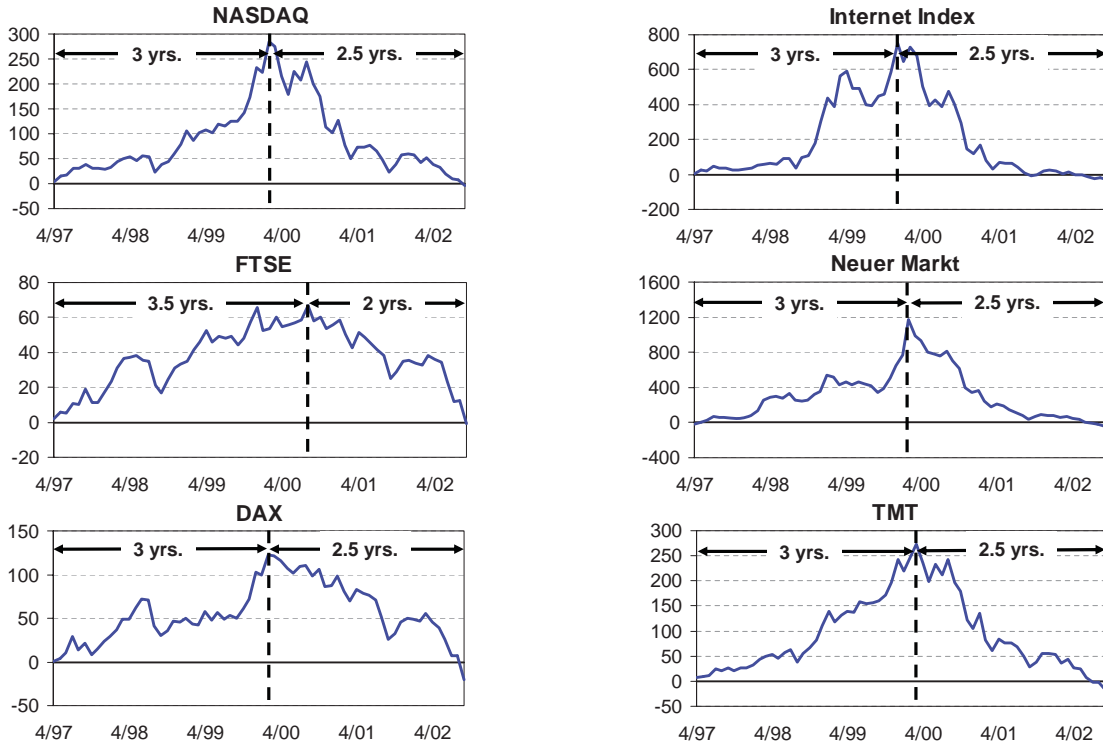 NASDAQ
300
250
200
150
100
50
0
-50
3 yrs. 2.5 yrs.
4/97 4/98 4/99 4/00 4/01 4/02
Internet Index
800
600
400
200
0
-200
3 yrs. 2.5 yrs.
4/97 4/98 4/99 4/00 4/01 4/02
FTSE
80
60
40
20
0
-20
3.5 yrs. 2 yrs.
4/97 4/98 4/99 4/00 4/01 4/02
Neuer Markt
1600
1200
800
400
0
-400
3 yrs. 2.5 yrs.
4/97 4/98 4/99 4/00 4/01 4/02
DAX
150
100
50
0
-50
3 yrs. 2.5 yrs.
4/97 4/98 4/99 4/00 4/01 4/02
TMT
300
250
200
150
100
50
0
-50
3 yrs. 2.5 yrs.
4/97 4/98 4/99 4/00 4/01 4/02